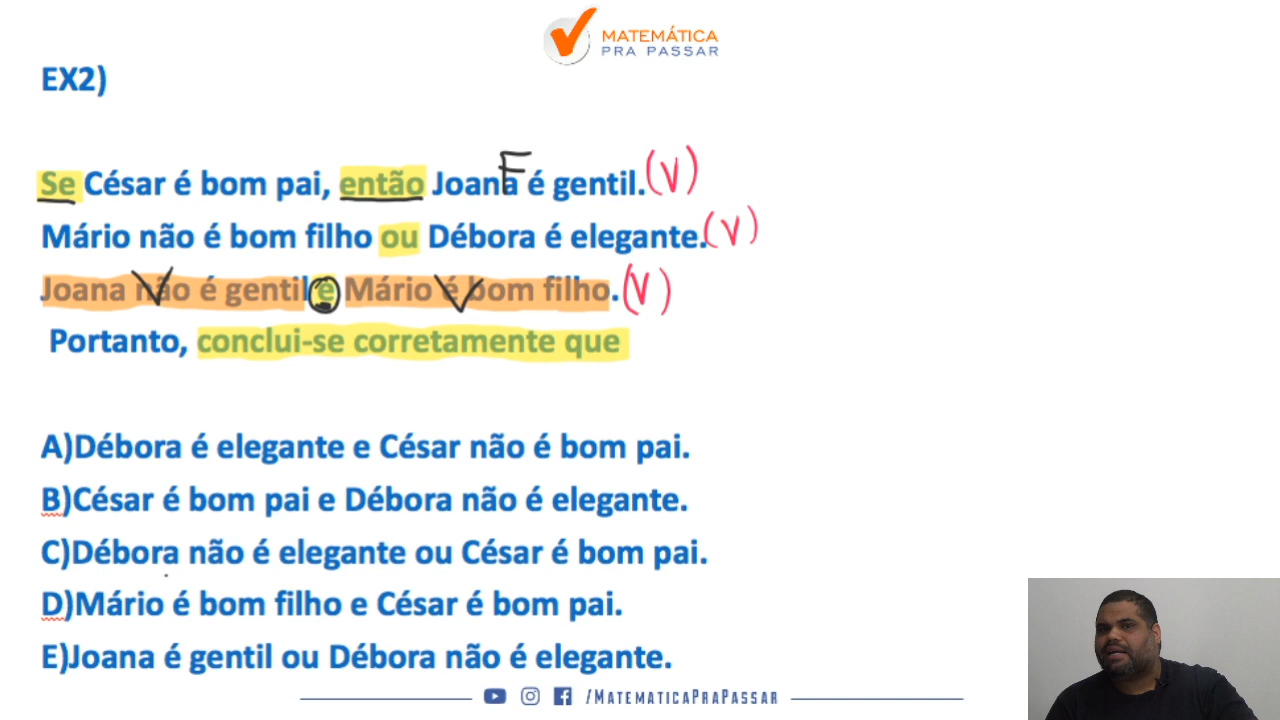 MATEMÁTICA
PRA PASSAR
EX2)
Se César é bom pai, então Joana é gentil. (V)
F
Mário não é bom filho ou Débora é elegante. (V)
Joana não é gentil e Mário é bom filho. (V)
V V
Portanto, conclui-se corretamente que
A)Débora é elegante e César não é bom pai.
B)César é bom pai e Débora não é elegante.
C)Débora não é elegante ou César é bom pai.
D)Mário é bom filho e César é bom pai.
E)Joana é gentil ou Débora não é elegante.
/MATEMATICAPRAPASSAR